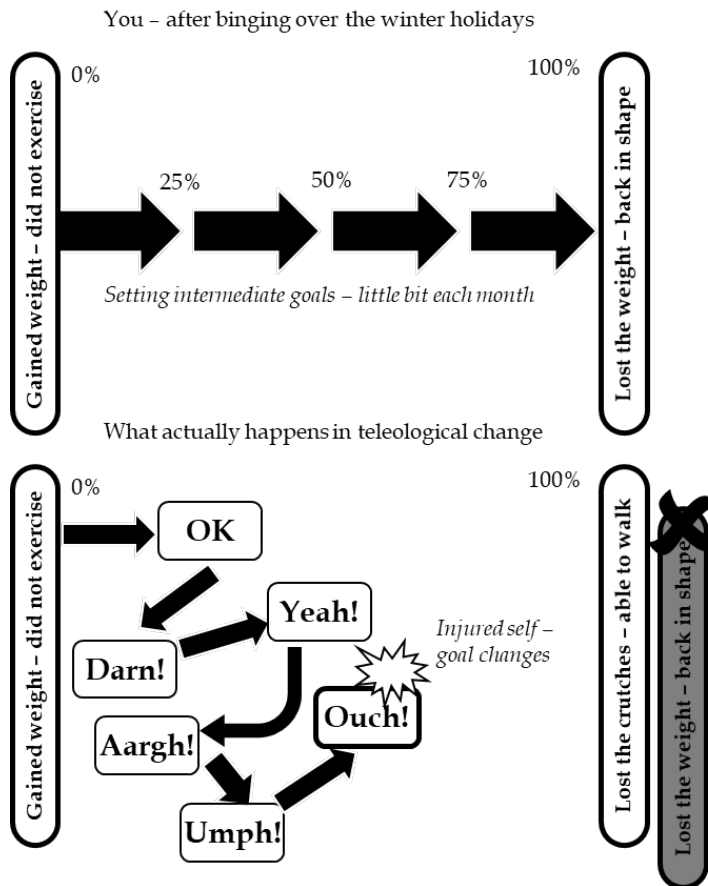 You – after binging over the winter holidays
0%
100%
Gained weight – did not exercise
25%
50%
75%
Lost the weight – back in shape
Setting intermediate goals – little bit each month
What actually happens in teleological change
0%
100%
Gained weight – did not exercise
OK
Yeah!
Darn!
Injured self –
goal changes
Ouch!
Aargh!
Umph!
Lost the crutches – able to walk
Lost the weight – back in shape